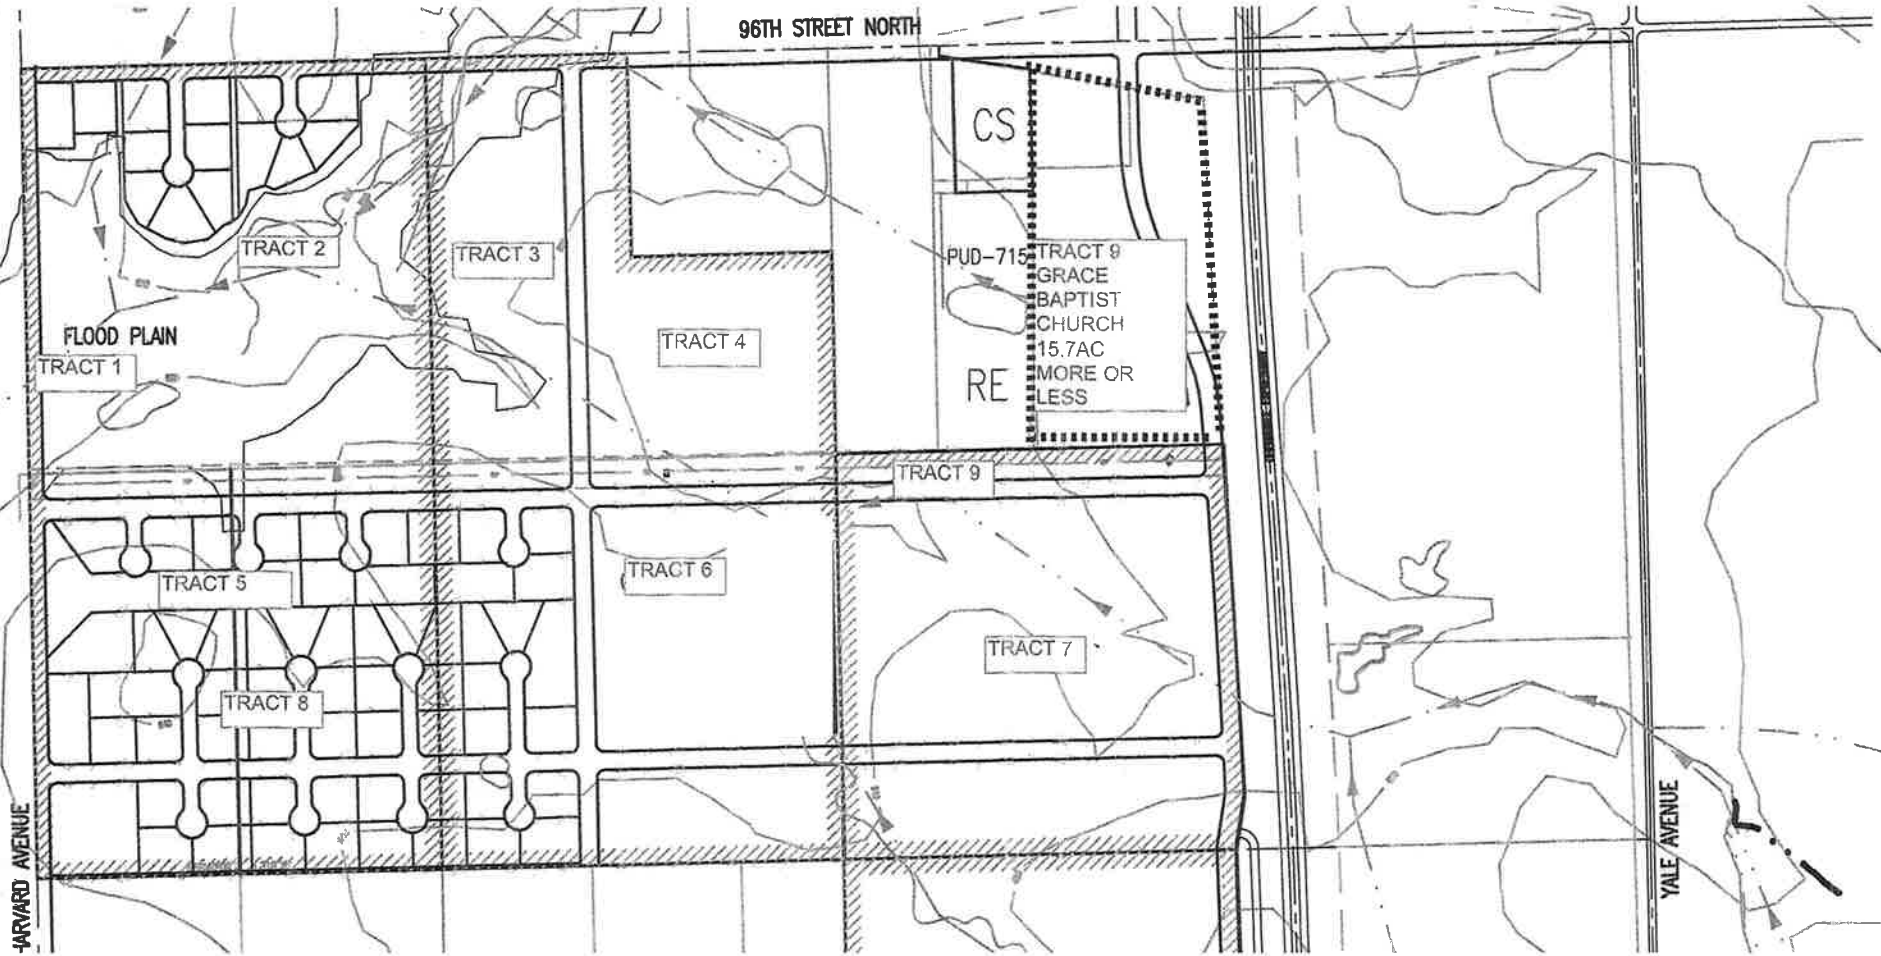 96TH STREET NORTH
CS
TRACT 2
TRACT 3
PUD-715
TRACT 9
GRACE
BAPTIST
CHURCH
15.7AC
MORE OR
LESS
FLOOD PLAIN
TRACT 4
TRACT 1
RE
TRACT 9
TRACT 5
TRACT 6
TRACT 7
TRACT 8
HARVARD AVENUE
YALE AVENUE